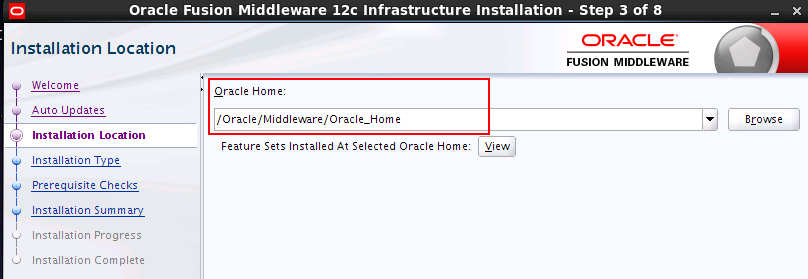 Oracle Fusion Middleware 12c Infrastructure Installation - Step 3 of 8
Installation Location
ORACLE
FUSION MIDDLEWARE
Welcome
Auto Updates
Installation Location
Installation Type
Prerequisite Checks
Installation Summary
Installation Progress
Installation Complete
Oracle Home:
/Oracle/Middleware/Oracle_Home
Browse
Feature Sets Installed At Selected Oracle Home:
View